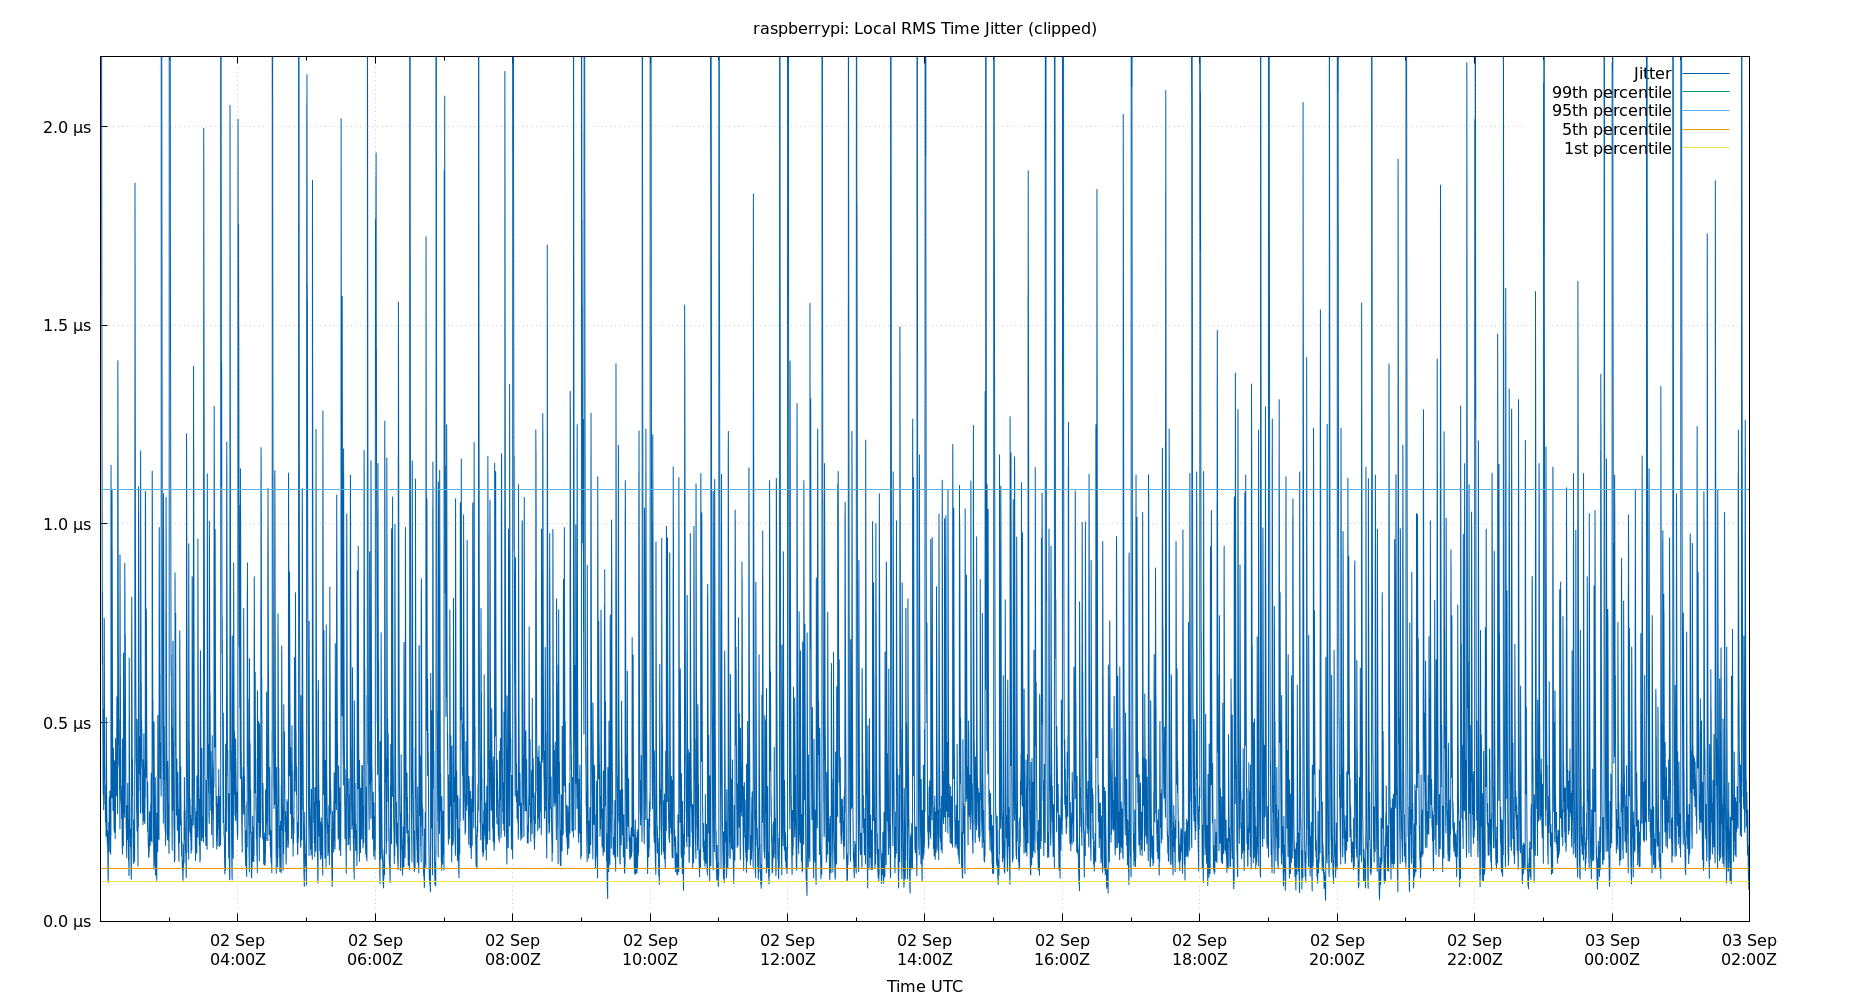 raspberrypi: Local RMS Time Jitter (clipped)
Jitter
99th percentile
95th percentile
5th percentile
1st percentile
2.0 µs
1.5 µs
1.0 µs
0.5 µs
0.0 µs
02 Sep 02 Sep 02 Sep 02 Sep 02 Sep 02 Sep 02 Sep 02 Sep 02 Sep 02 Sep 03 Sep 03 Sep
04:00Z 06:00Z 08:00Z 10:00Z 12:00Z 14:00Z 16:00Z 18:00Z 20:00Z 22:00Z 00:00Z 02:00Z
Time UTC